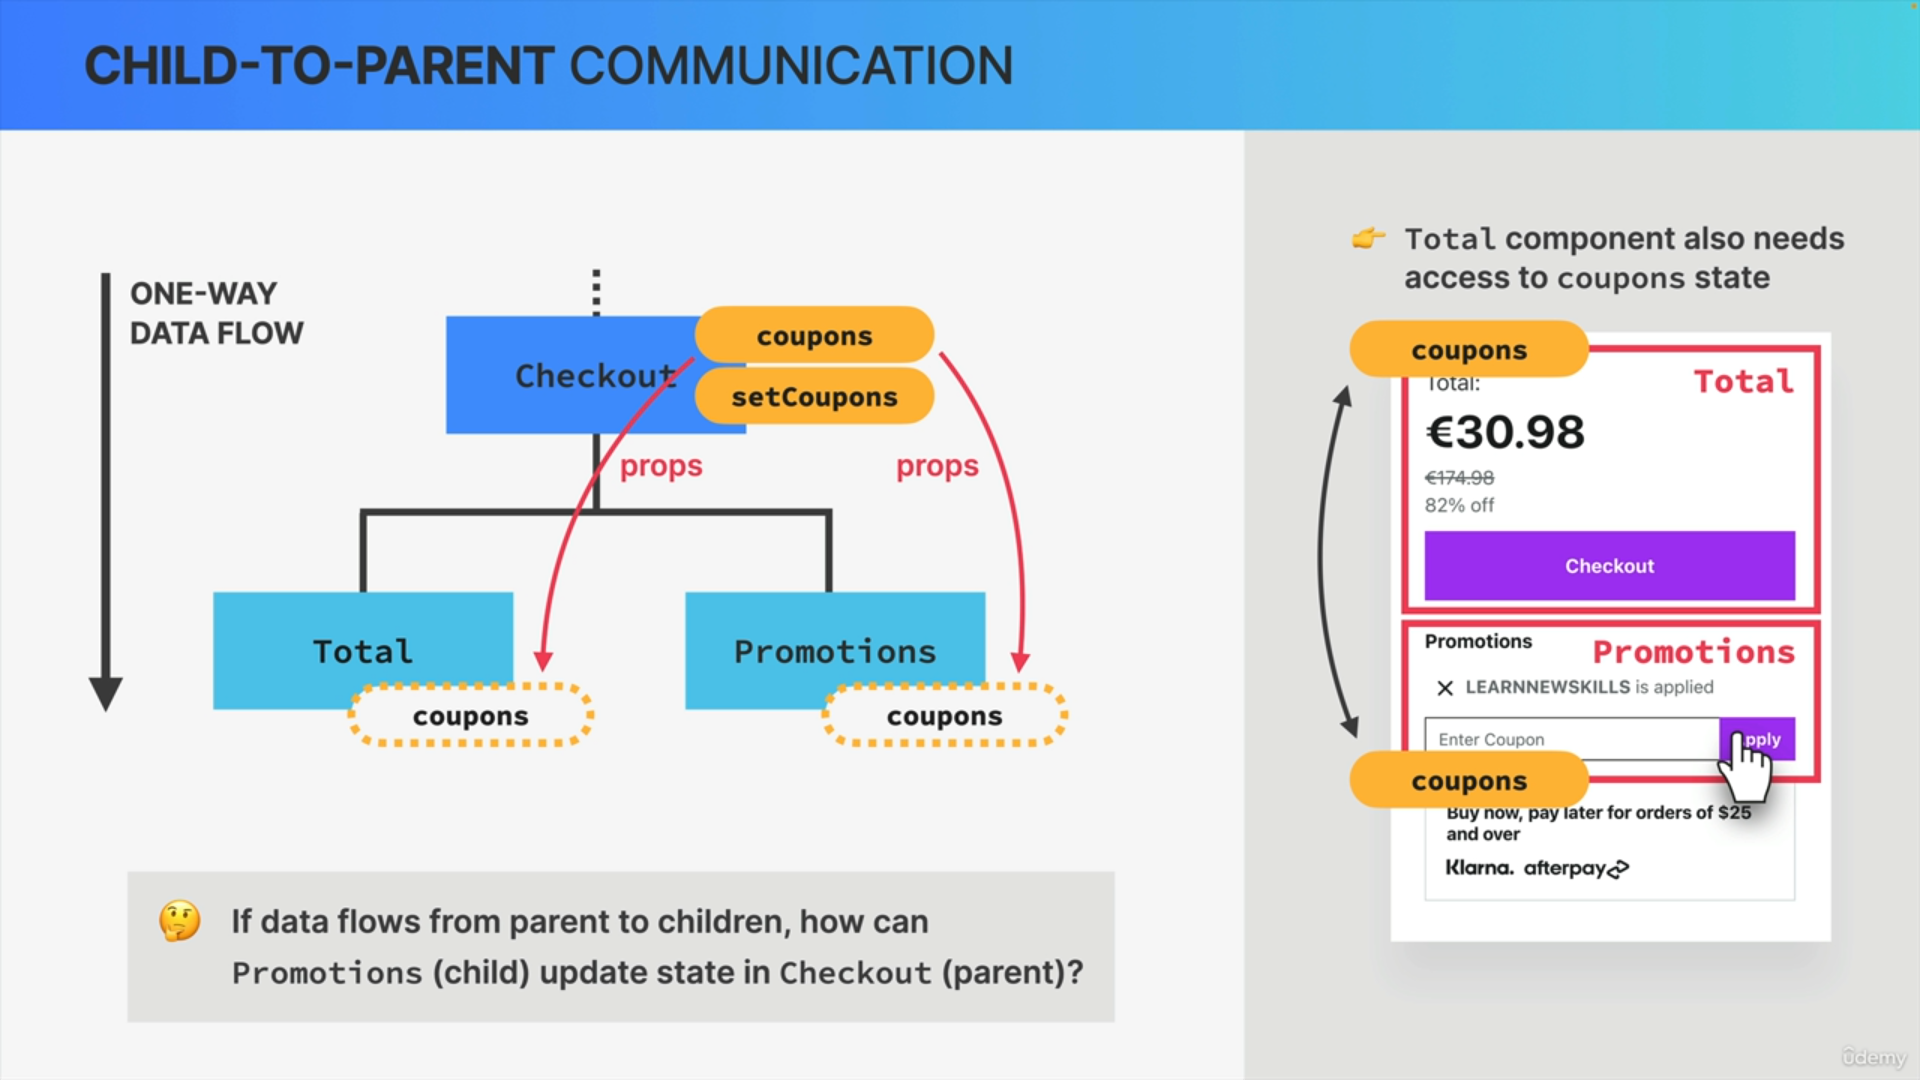 CHILD-TO-PARENT COMMUNICATION
ONE-WAY
DATA FLOW
Checkout
coupons
setCoupons
props
props
Total
Promotions
coupons
coupons
🤔 If data flows from parent to children, how can
Promotions (child) update state in Checkout (parent)?
👉 Total component also needs
access to coupons state
coupons
Total:
Total
€30.98
€174.98
82% off
Checkout
Promotions
Promotions
LEARNNEWSKILLS is applied
Enter Coupon
pply
coupons
Buy now, pay later for orders of $25
and over
Klarna. afterpay
ûdemy